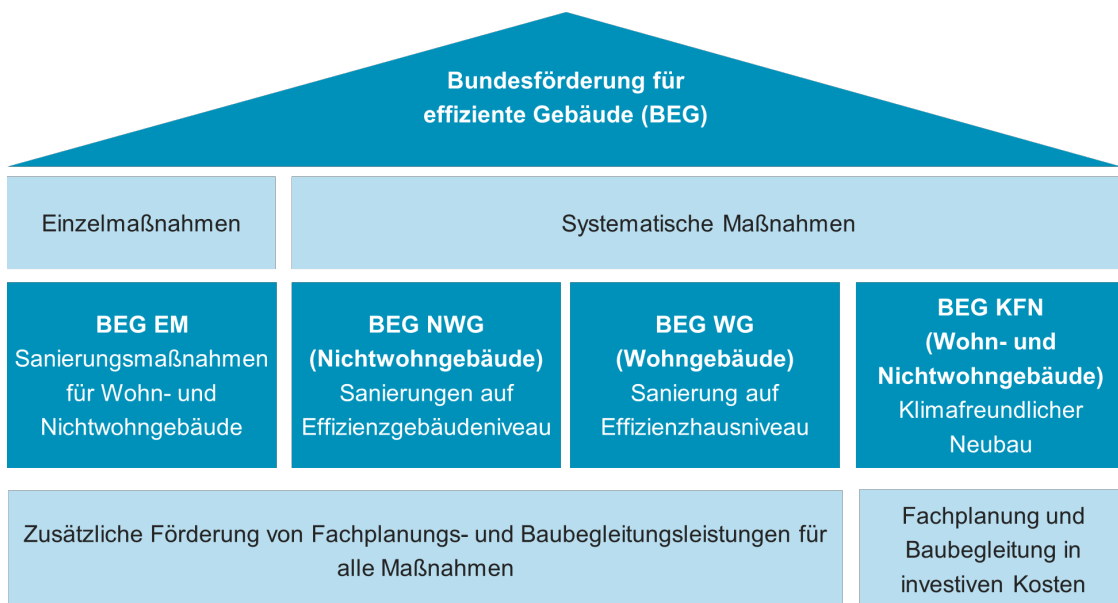 Bundesförderung für
effiziente Gebäude (BEG)
Einzelmaßnahmen
Systematische Maßnahmen
BEG EM
Sanierungsmaßnahmen
für Wohn- und
Nichtwohngebäude
BEG NWG
(Nichtwohngebäude)
Sanierungen auf
Effizienzgebäudeniveau
BEG WG
(Wohngebäude)
Sanierung auf
Effizienzhausniveau
BEG KFN
(Wohn- und
Nichtwohngebäude)
Klimafreundlicher
Neubau
Zusätzliche Förderung von Fachplanungs- und Baubegleitungsleistungen für
alle Maßnahmen
Fachplanung und
Baubegleitung in
investiven Kosten